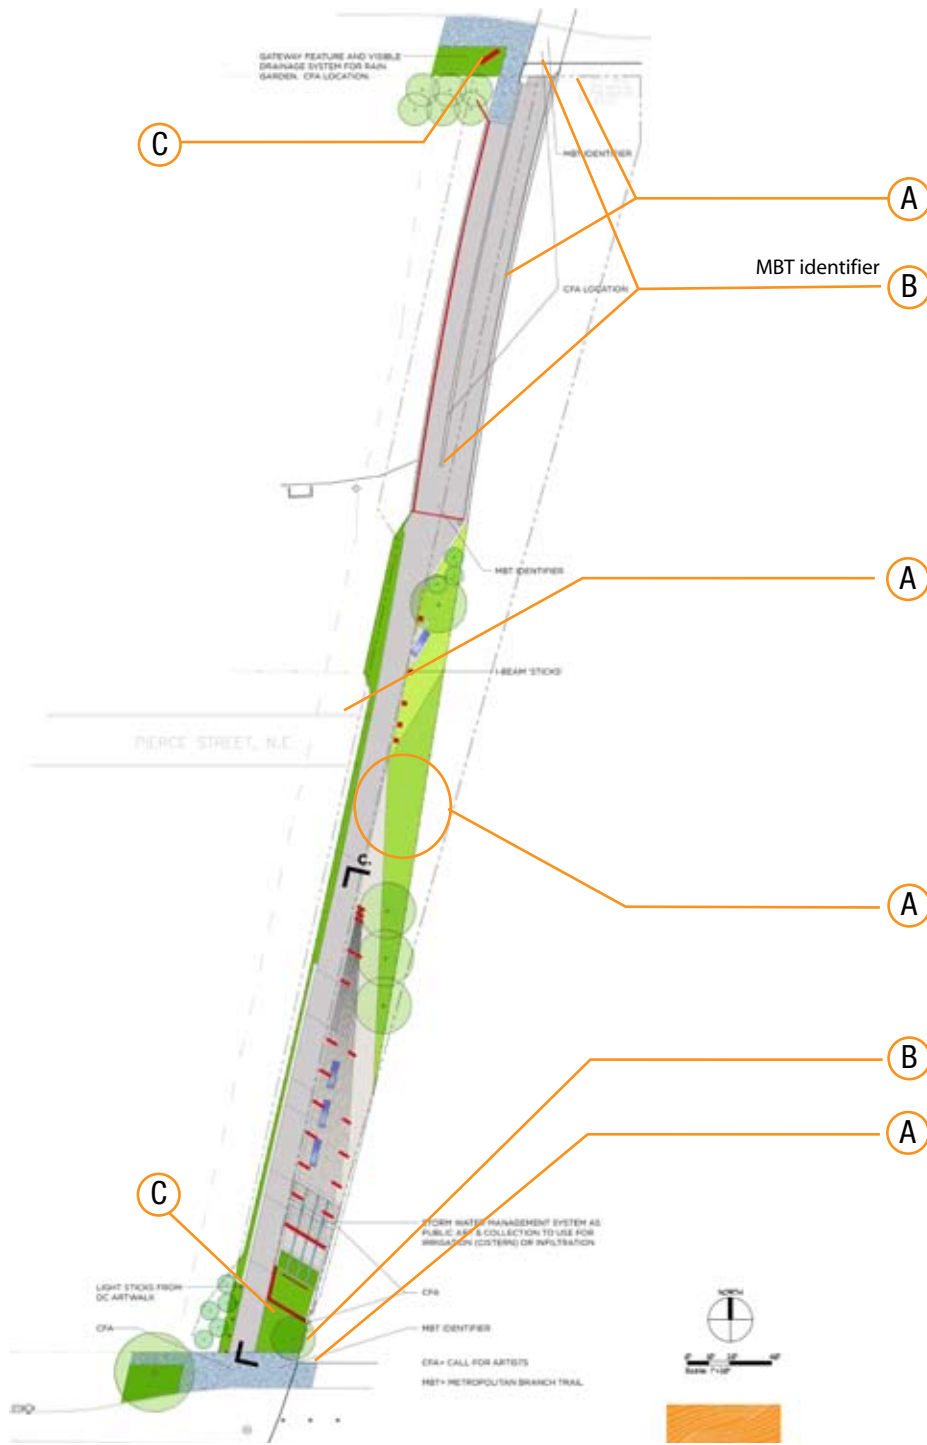 GATEWAY FEATURE AND VISIBLE
DRAINAGE SYSTEM FOR RAIN
GARDEN. CFA LOCATION.
C
MBT IDENTIFIER
A
MBT identifier
B
CFA LOCATION
MBT IDENTIFIER
A
I-BEAM 'STICKS'
PIERCE STREET, N.E.
C.
A
B
A
C
STORM WATER MANAGEMENT SYSTEM AS
PUBLIC ART & COLLECTION TO USE FOR
IRRIGATION (CISTERN) OR INFILTRATION
LIGHT STICKS FROM
DC ARTWALK
CFA
CFA
MBT IDENTIFIER
CFA= CALL FOR ARTISTS
MBT= METROPOLITAN BRANCH TRAIL
NORTH